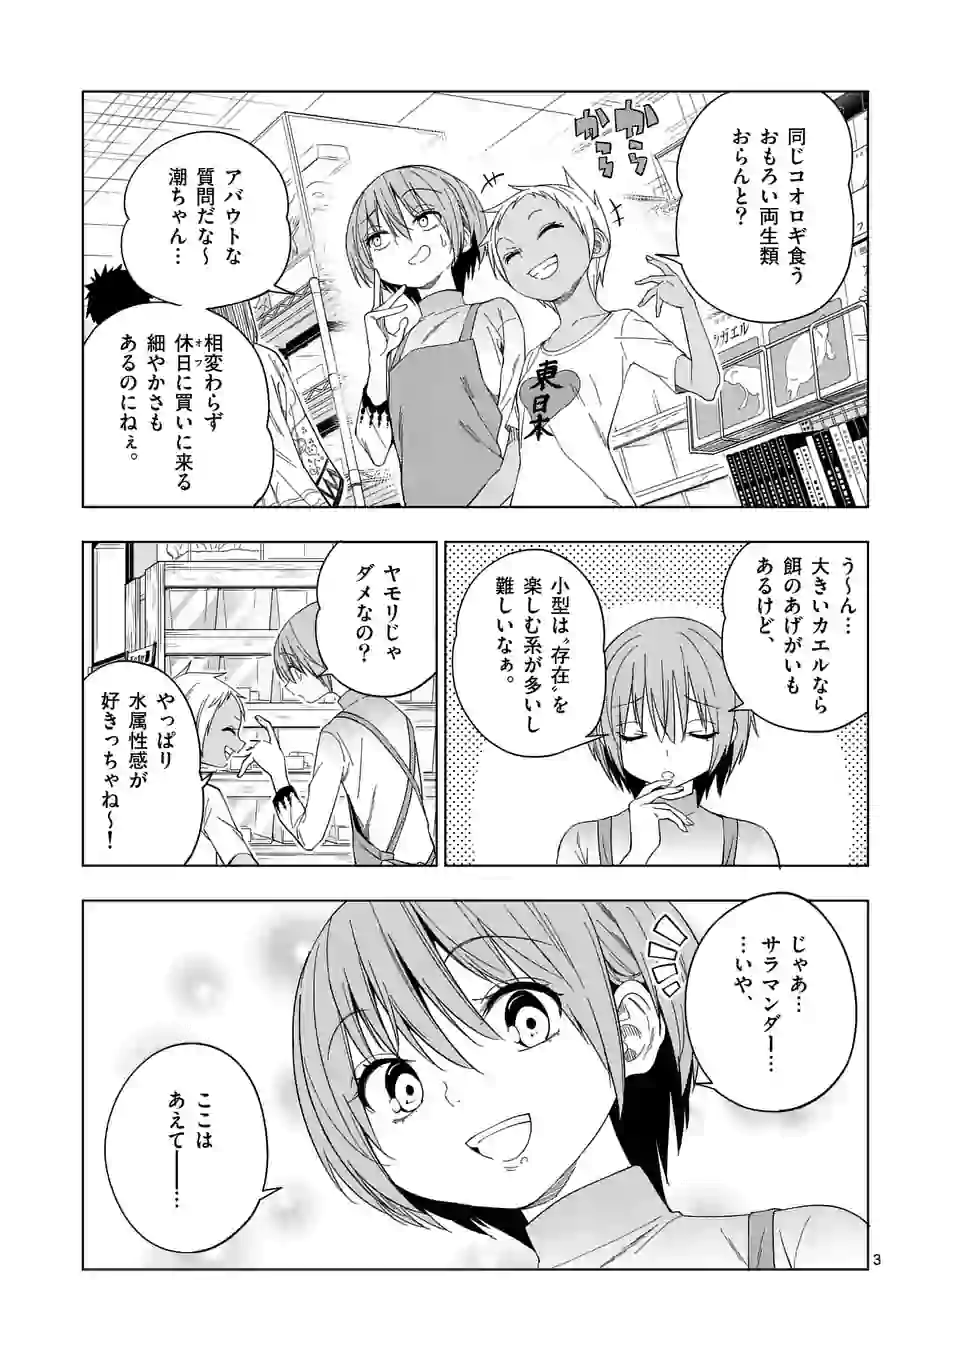 同じコオロギ食う
おもろい両生類
おらんと？
からから
アバウトな
質問だな〜
潮ちゃん…
相変わらず
休日に買いに来る
オフ
細やかさも
あるのにねぇ。
東日本
シガエル
う〜ん…
大きいカエルなら
餌のあげがいも
あるけど、
小型は〝存在〟を
楽しむ系が多いし
難しいなぁ。
ヤモリじゃ
ダメなの？
やっぱり
水属性感が
好きっちゃね〜！
じゃあ…
サラマンダー…
…いや、
ここは
あえて——…
3